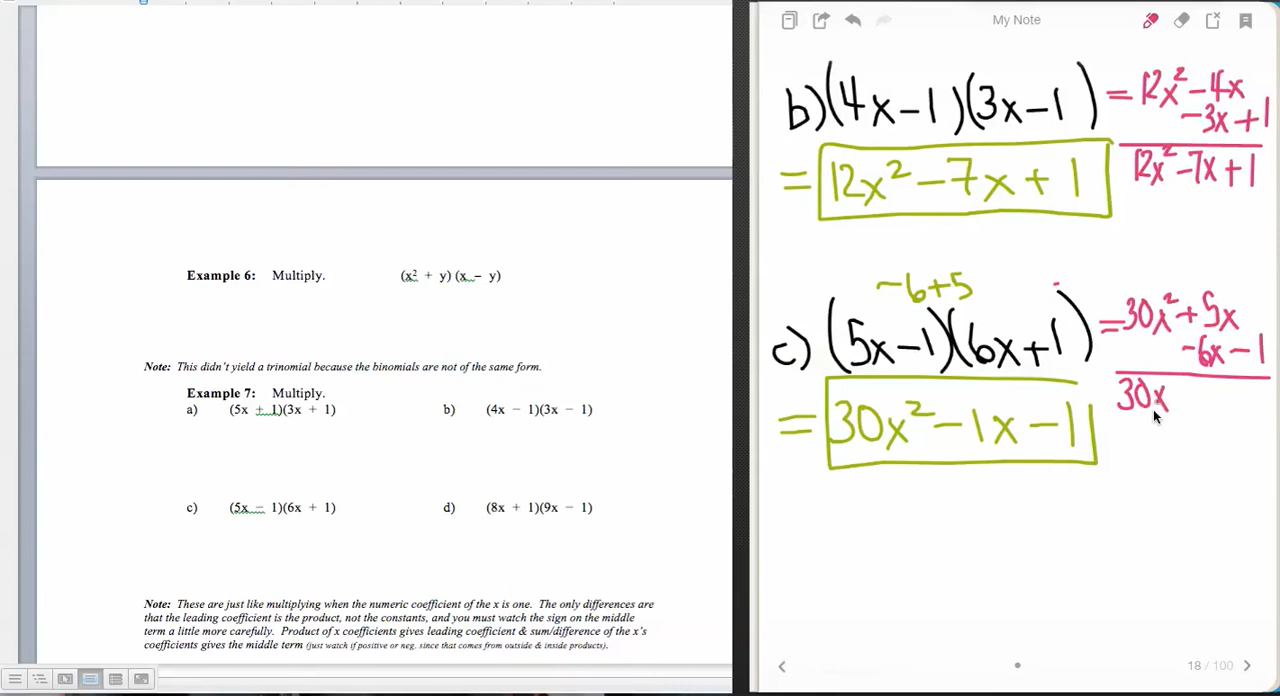 Example 6: Multiply. (x² + y) (x – y)
Note: This didn't yield a trinomial because the binomials are not of the same form.
Example 7: Multiply.
a) (5x + 1)(3x + 1) b) (4x − 1)(3x − 1)
c) (5x − 1)(6x + 1) d) (8x + 1)(9x − 1)
Note: These are just like multiplying when the numeric coefficient of the x is one. The only differences are
that the leading coefficient is the product, not the constants, and you must watch the sign on the middle
term a little more carefully. Product of x coefficients gives leading coefficient & sum/difference of the x's
coefficients gives the middle term (just watch if positive or neg. since that comes from outside & inside products).
My Note
b) (4x−1)(3x−1) = 12x² −4x
−3x+1
= 12x² −7x + 1
12x² −7x +1
−6+5
c) (5x−1)(6x+1) = 30x² + 5x
−6x −1
= 30x² −1x −1
30x
18 / 100